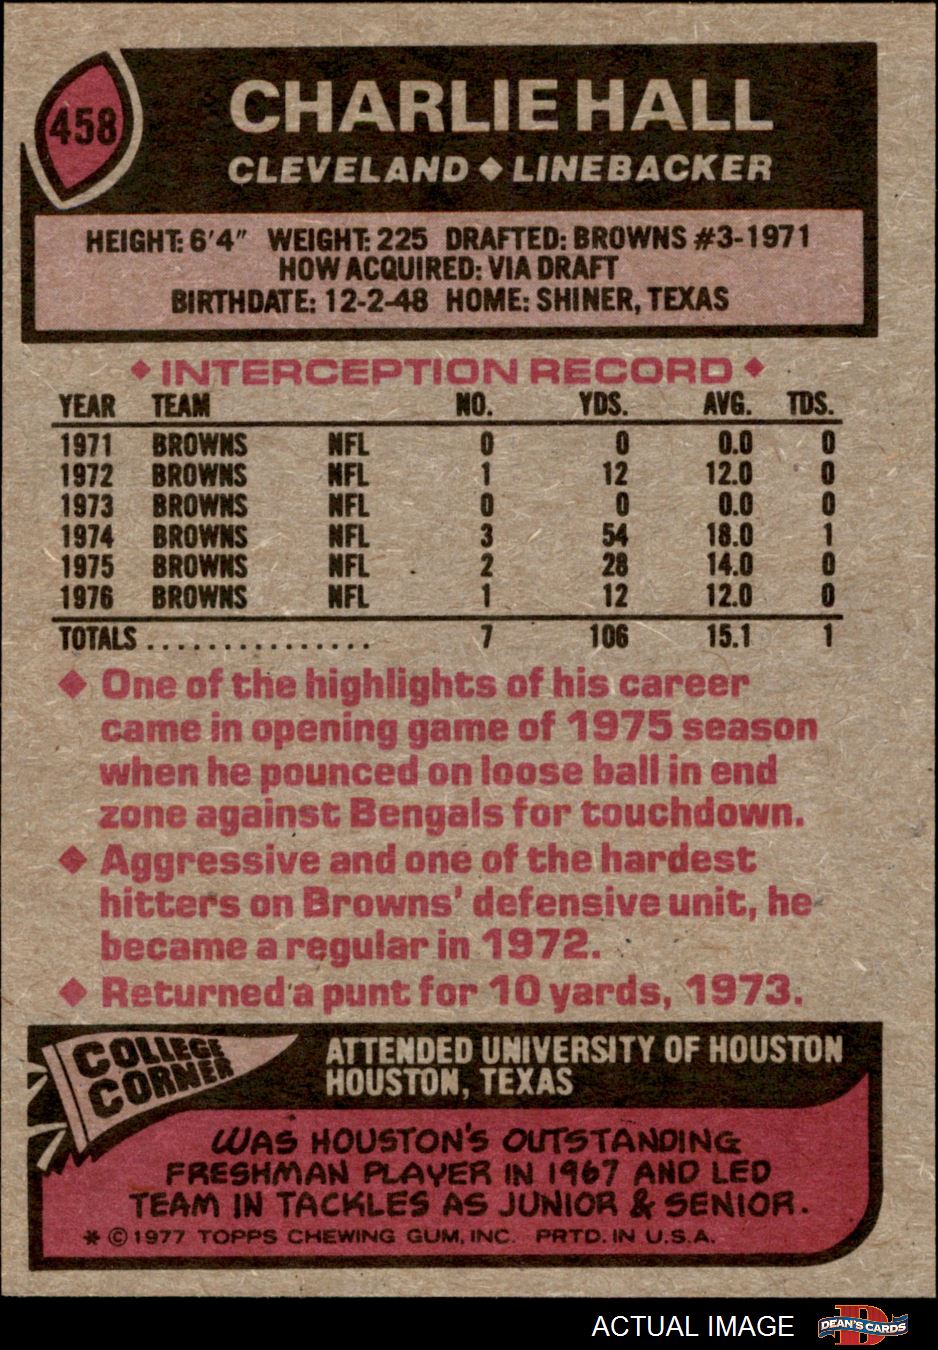 458
CHARLIE HALL
CLEVELAND ◆ LINEBACKER
HEIGHT: 6'4" WEIGHT: 225 DRAFTED: BROWNS #3-1971
HOW ACQUIRED: VIA DRAFT
BIRTHDATE: 12-2-48 HOME: SHINER, TEXAS
◆ INTERCEPTION RECORD ◆
YEAR TEAM NO. YDS. AVG. TDS.
1971 BROWNS NFL 0 0 0.0 0
1972 BROWNS NFL 1 12 12.0 0
1973 BROWNS NFL 0 0 0.0 0
1974 BROWNS NFL 3 54 18.0 1
1975 BROWNS NFL 2 28 14.0 0
1976 BROWNS NFL 1 12 12.0 0
TOTALS ............... 7 106 15.1 1
◆ One of the highlights of his career
came in opening game of 1975 season
when he pounced on loose ball in end
zone against Bengals for touchdown.
◆ Aggressive and one of the hardest
hitters on Browns' defensive unit, he
became a regular in 1972.
◆ Returned a punt for 10 yards, 1973.
COLLEGE
CORNER
ATTENDED UNIVERSITY OF HOUSTON
HOUSTON, TEXAS
WAS HOUSTON'S OUTSTANDING
FRESHMAN PLAYER IN 1967 AND LED
TEAM IN TACKLES AS JUNIOR & SENIOR.
* © 1977 TOPPS CHEWING GUM, INC. PRTD. IN U.S.A.
ACTUAL IMAGE
D
DEAN'S CARDS